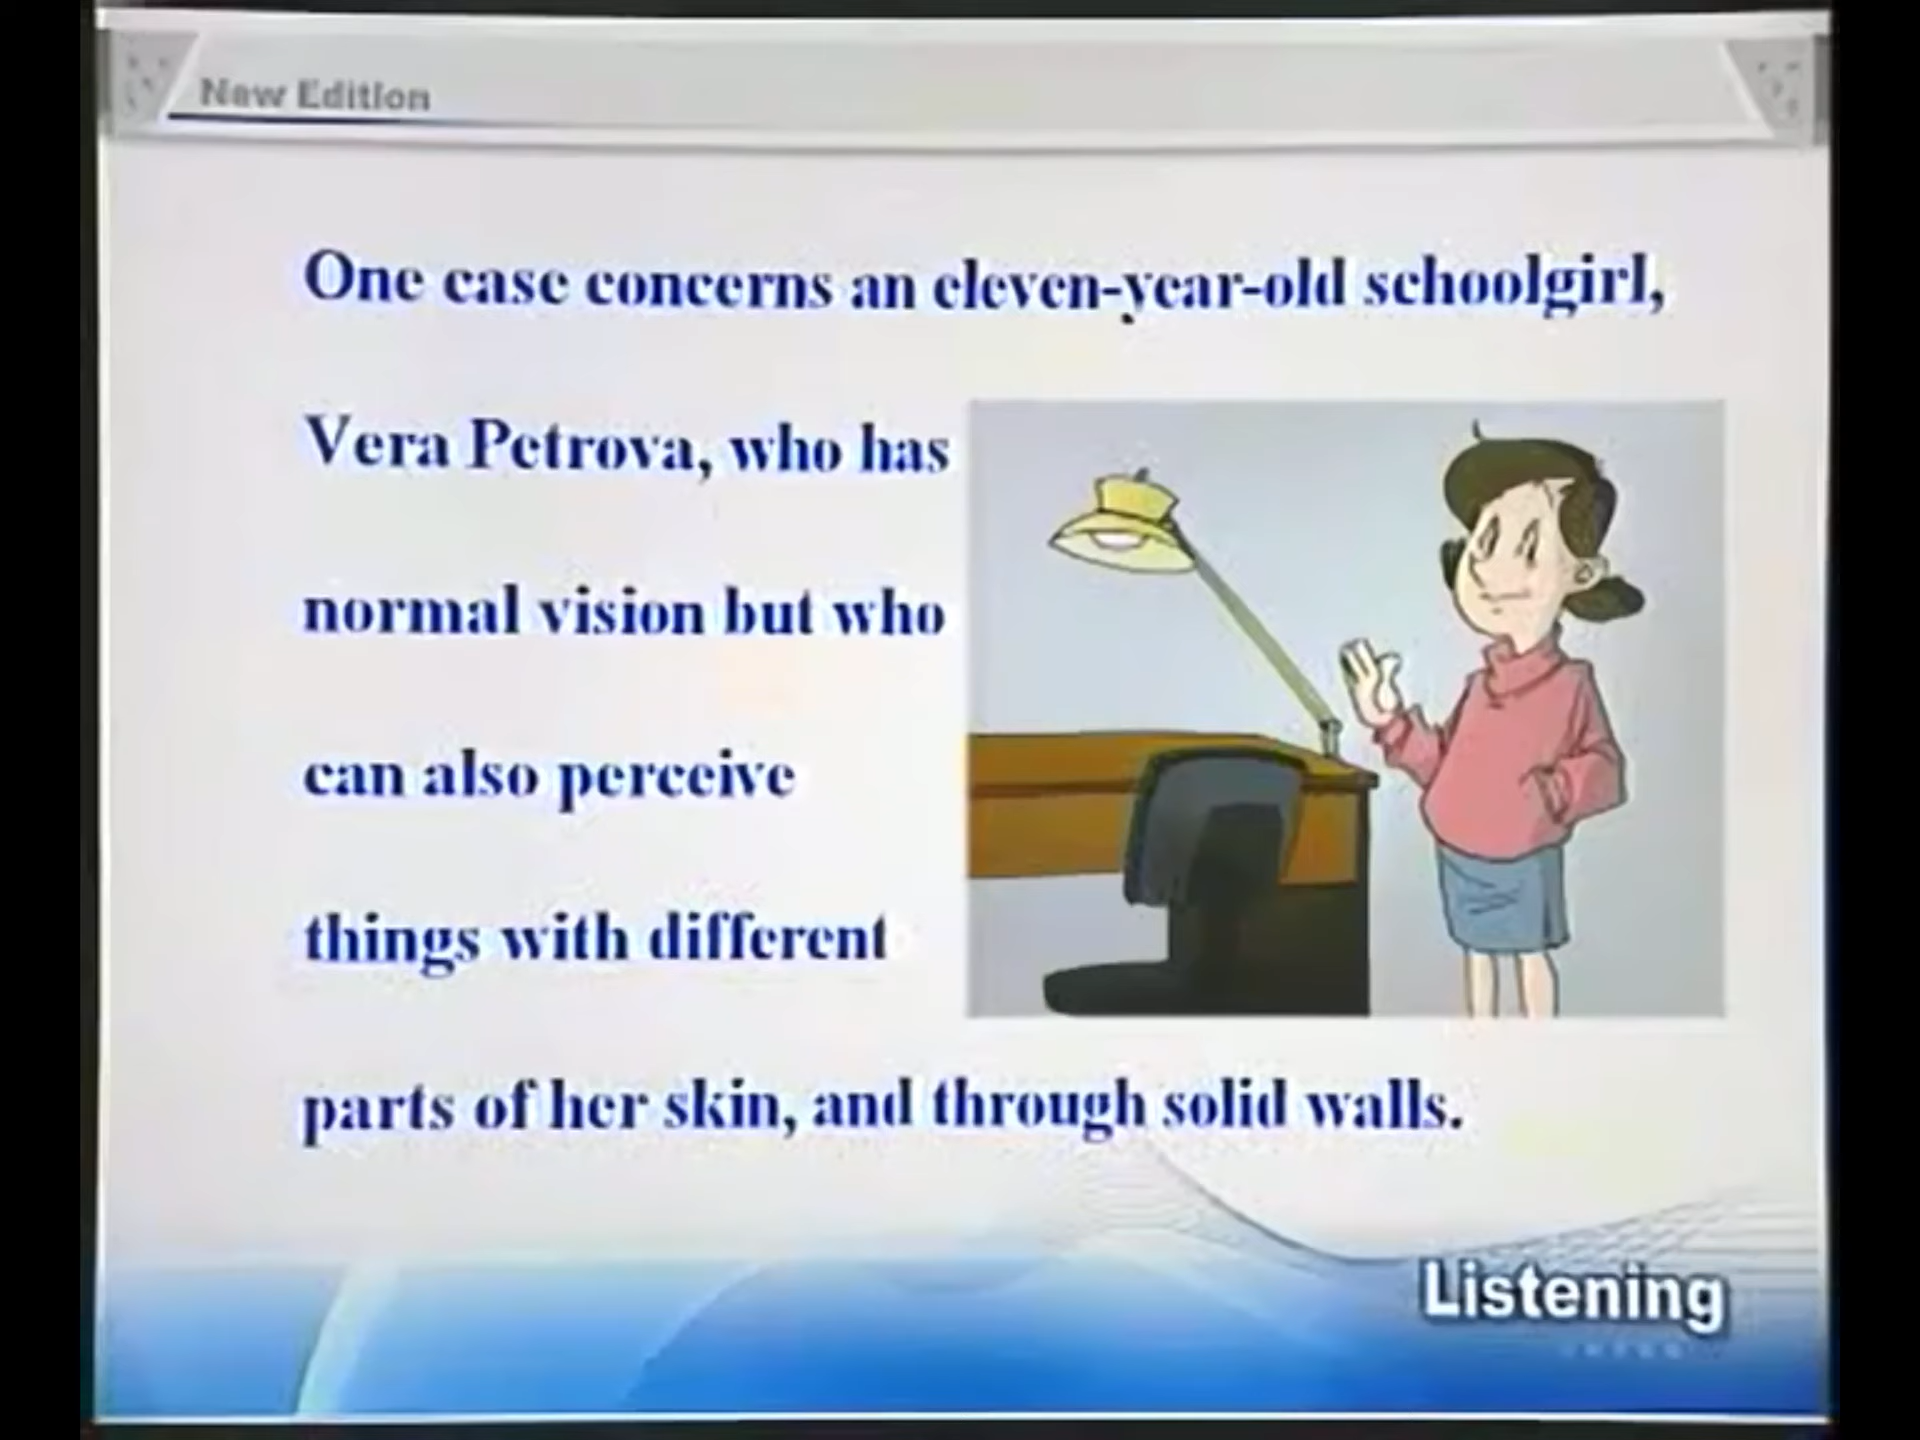 New Edition
One case concerns an eleven-year-old schoolgirl,
Vera Petrova, who has
normal vision but who
can also perceive
things with different
parts of her skin, and through solid walls.
Listening